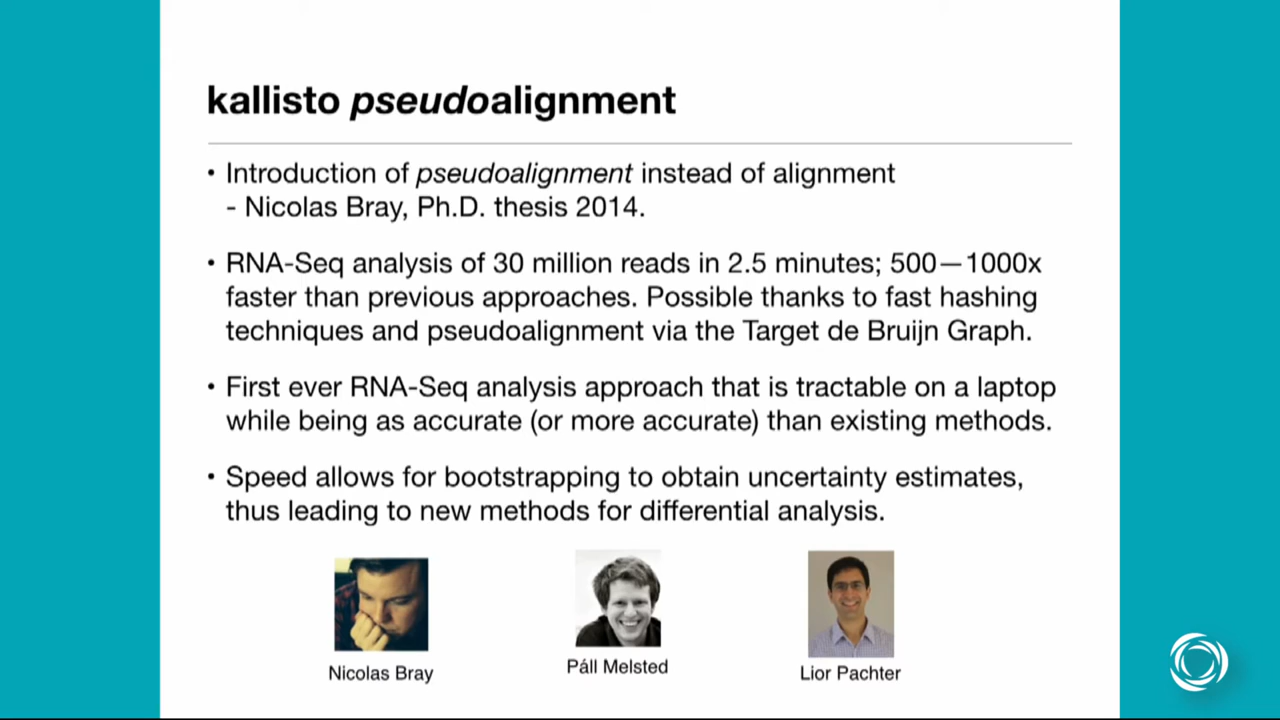 kallisto pseudoalignment
• Introduction of pseudoalignment instead of alignment
- Nicolas Bray, Ph.D. thesis 2014.
• RNA-Seq analysis of 30 million reads in 2.5 minutes; 500—1000x
faster than previous approaches. Possible thanks to fast hashing
techniques and pseudoalignment via the Target de Bruijn Graph.
• First ever RNA-Seq analysis approach that is tractable on a laptop
while being as accurate (or more accurate) than existing methods.
• Speed allows for bootstrapping to obtain uncertainty estimates,
thus leading to new methods for differential analysis.
Nicolas Bray
Páll Melsted
Lior Pachter